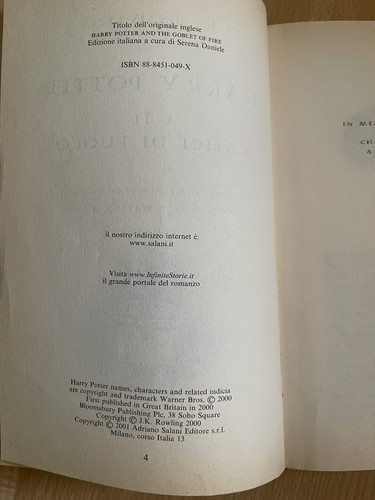 Titolo dell'originale inglese
HARRY POTTER AND THE GOBLET OF FIRE
Edizione italiana a cura di Serena Daniele
ISBN 88-8451-049-X
il nostro indirizzo internet è:
www.salani.it
Visita www.InfiniteStorie.it
il grande portale del romanzo
Harry Potter names, characters and related indicia
are copyright and trademark Warner Bros, © 2000
First published in Great Britain in 2000
Bloomsbury Publishing Plc, 38 Soho Square
Copyright © J.K. Rowling 2000
Copyright © 2001 Adriano Salani Editore s.r.l.
Milano, corso Italia 13
4
IN
A